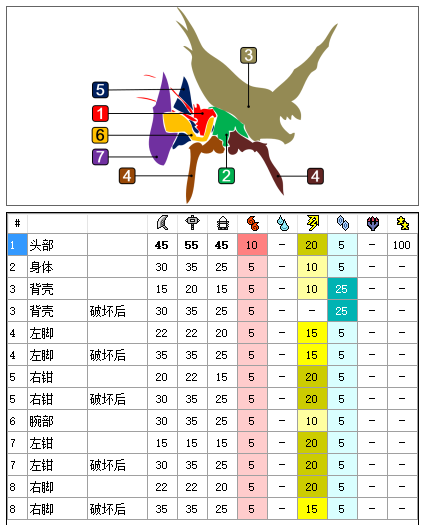 3
5
1
6
7
4
2
4
#
1 头部 45 55 45 10 — 20 5 — 100
2 身体 30 35 25 5 — 10 5 — —
3 背壳 15 20 15 5 — 10 25 — —
3 背壳 破坏后 30 35 25 5 — — 25 — —
4 左脚 22 22 20 5 — 15 5 — —
4 左脚 破坏后 35 35 25 5 — 15 5 — —
5 右钳 20 22 15 5 — 20 5 — —
5 右钳 破坏后 30 35 25 5 — 20 5 — —
6 腕部 30 35 25 5 — 10 5 — —
7 左钳 15 15 15 5 — 20 5 — —
7 左钳 破坏后 30 35 25 5 — 20 5 — —
8 右脚 22 22 20 5 — 20 5 — —
8 右脚 破坏后 35 35 25 5 — 15 5 — —